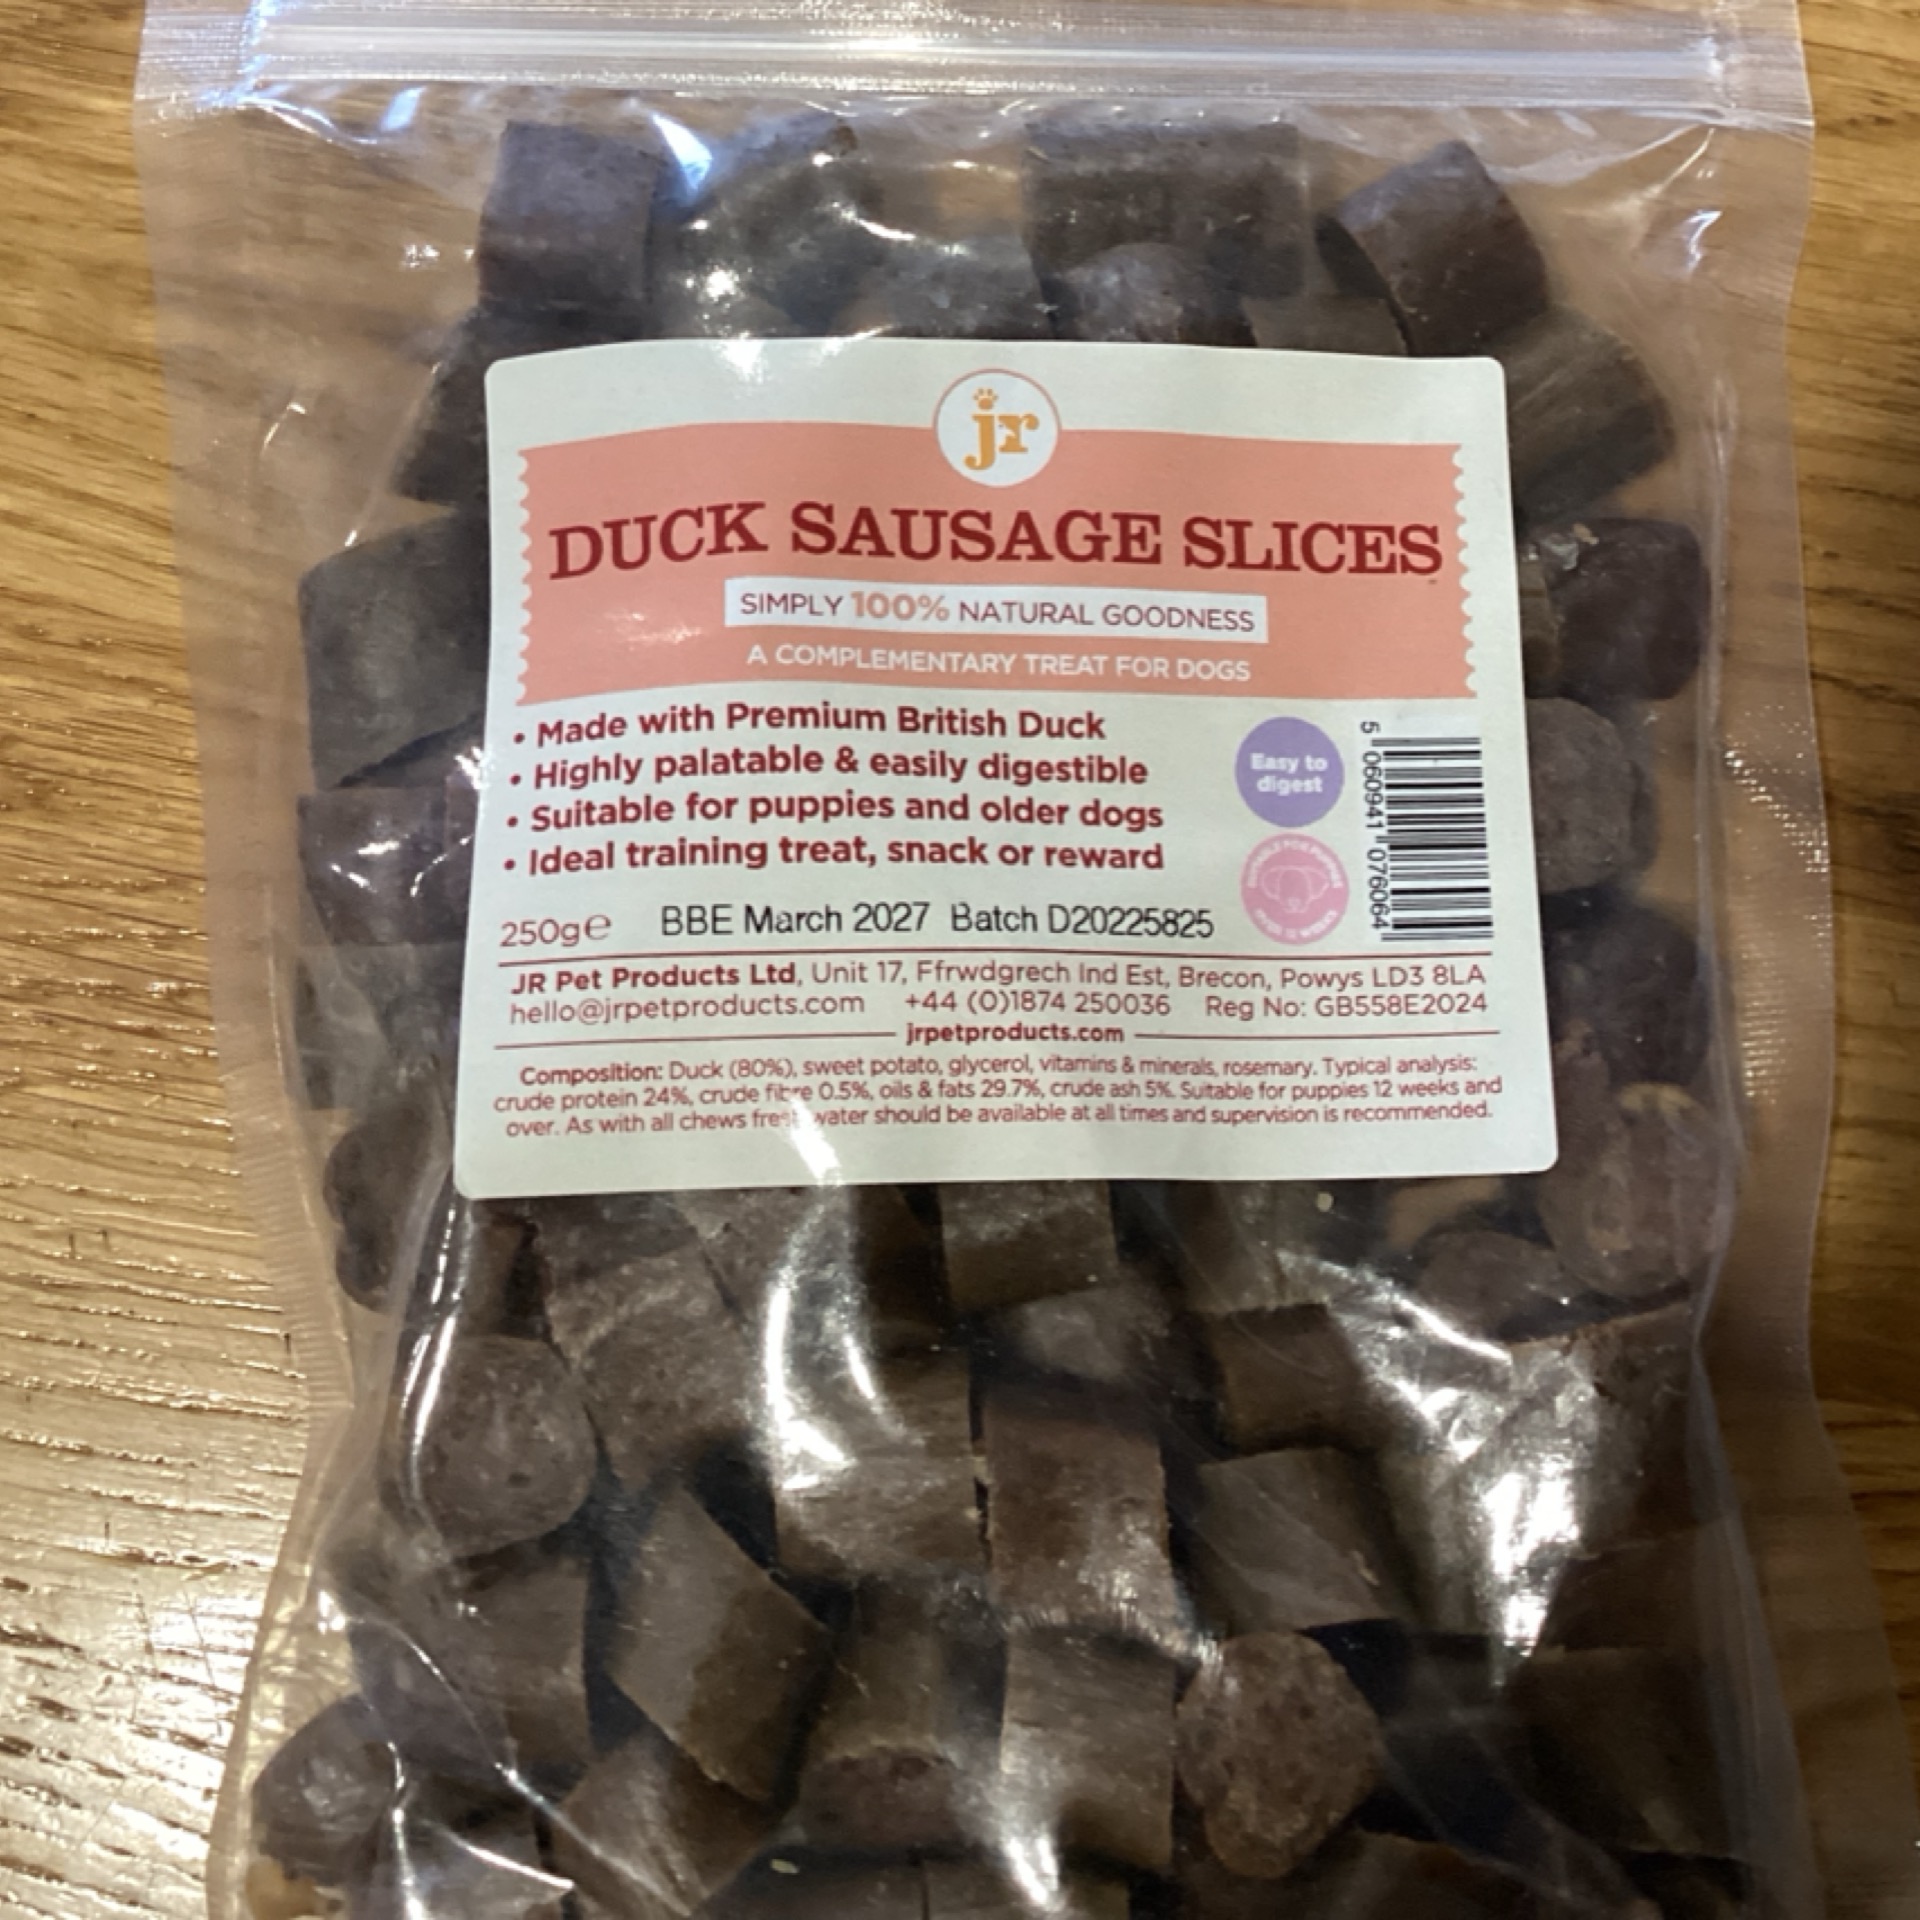 jr
DUCK SAUSAGE SLICES
SIMPLY 100% NATURAL GOODNESS
A COMPLEMENTARY TREAT FOR DOGS
• Made with Premium British Duck
• Highly palatable & easily digestible
• Suitable for puppies and older dogs
• Ideal training treat, snack or reward
Easy to
digest
5 060941 076064
250g℮ BBE March 2027 Batch D20225825
JR Pet Products Ltd, Unit 17, Ffrwdgrech Ind Est, Brecon, Powys LD3 8LA
hello@jrpetproducts.com +44 (0)1874 250036 Reg No: GB558E2024
jrpetproducts.com
Composition: Duck (80%), sweet potato, glycerol, vitamins & minerals, rosemary. Typical analysis:
crude protein 24%, crude fibre 0.5%, oils & fats 29.7%, crude ash 5%. Suitable for puppies 12 weeks and
over. As with all chews fresh water should be available at all times and supervision is recommended.